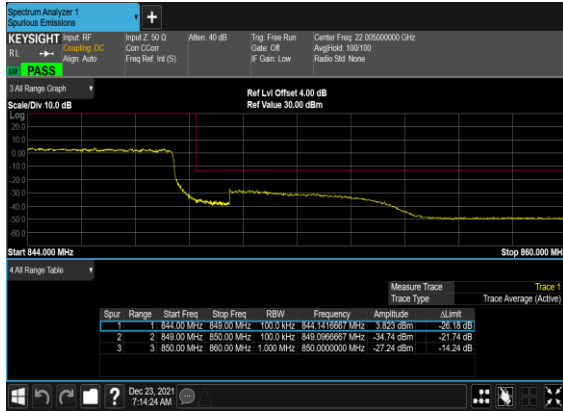 Spectrum Analyzer 1
Spurious Emissions
KEYSIGHT Input: RF Input Z: 50 Ω Atten: 40 dB Trig: Free Run Center Freq: 22.005000000 GHz
RL Coupling: DC Corr CCorr Gate: Off Avg|Hold: 100/100
Align: Auto Freq Ref: Int (S) IF Gain: Low Radio Std: None
PASS
3 All Range Graph
Ref Lvl Offset 4.00 dB
Scale/Div 10.0 dB Ref Value 30.00 dBm
Log
20.0
10.0
0.00
-10.0
-20.0
-30.0
-40.0
-50.0
-60.0
Start 844.000 MHz Stop 860.000 MHz
4 All Range Table
Measure Trace Trace 1
Trace Type Trace Average (Active)
Spur Range Start Freq Stop Freq RBW Frequency Amplitude ΔLimit
1 1 844.00 MHz 849.00 MHz 100.0 kHz 844.1416667 MHz 3.823 dBm -26.18 dB
2 2 849.00 MHz 850.00 MHz 100.0 kHz 849.0966667 MHz -34.74 dBm -21.74 dB
3 3 850.00 MHz 860.00 MHz 1.000 MHz 850.0000000 MHz -27.24 dBm -14.24 dB
Dec 23, 2021
7:14:24 AM